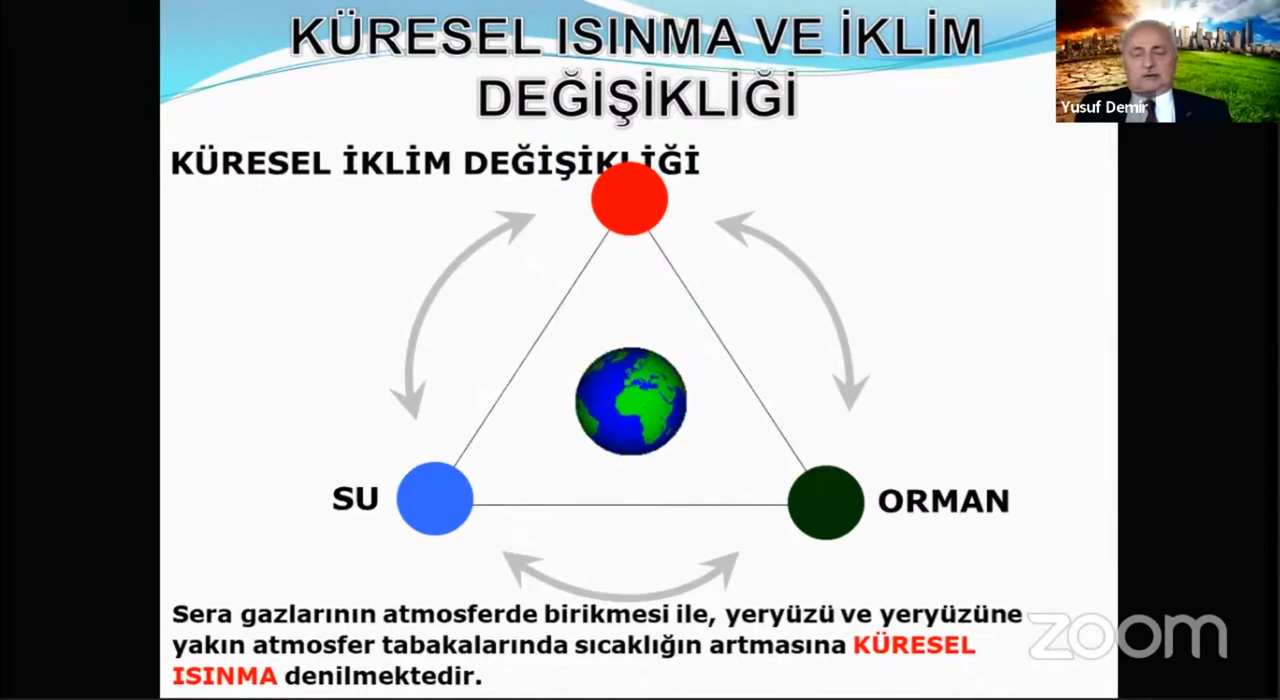 KÜRESEL ISINMA VE İKLİM
DEĞİŞİKLİĞİ
Yusuf Demir
KÜRESEL İKLİM DEĞİŞİKLİĞİ
SU
ORMAN
Sera gazlarının atmosferde birikmesi ile, yeryüzü ve yeryüzüne
yakın atmosfer tabakalarında sıcaklığın artmasına KÜRESEL
ISINMA denilmektedir.
zoom